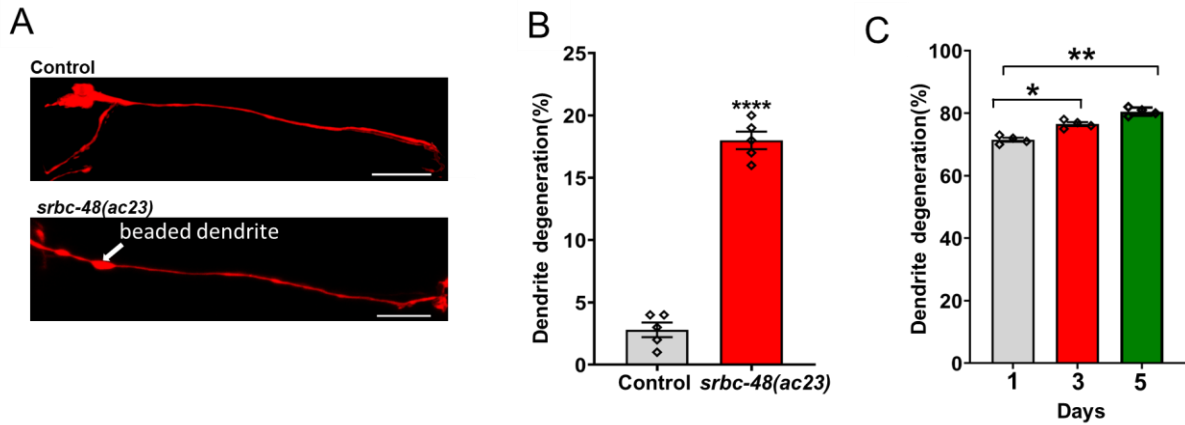 A
Control
srbc-48(ac23)
beaded dendrite
B
Dendrite degeneration(%)
25
20
15
10
5
0
****
Control srbc-48(ac23)
C
Dendrite degeneration(%)
100
80
60
40
20
0
**
*
1 3 5
Days